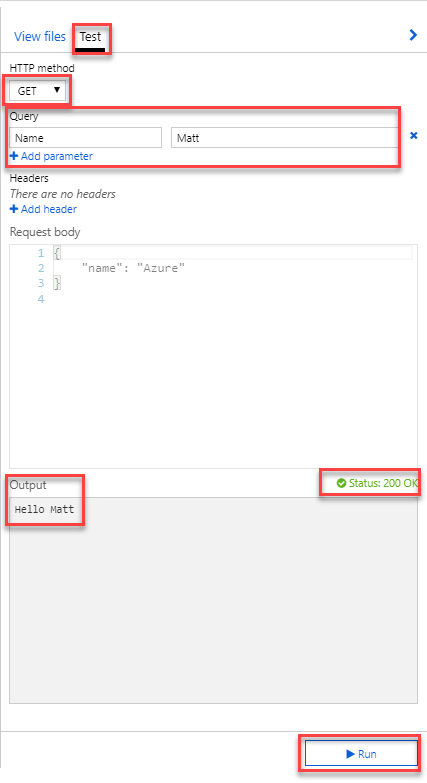 View files Test
HTTP method
GET
Query
Name Matt
Add parameter
Headers
There are no headers
Add header
Request body
1 {
2 "name": "Azure"
3 }
4
Output Status: 200 OK
Hello Matt
Run